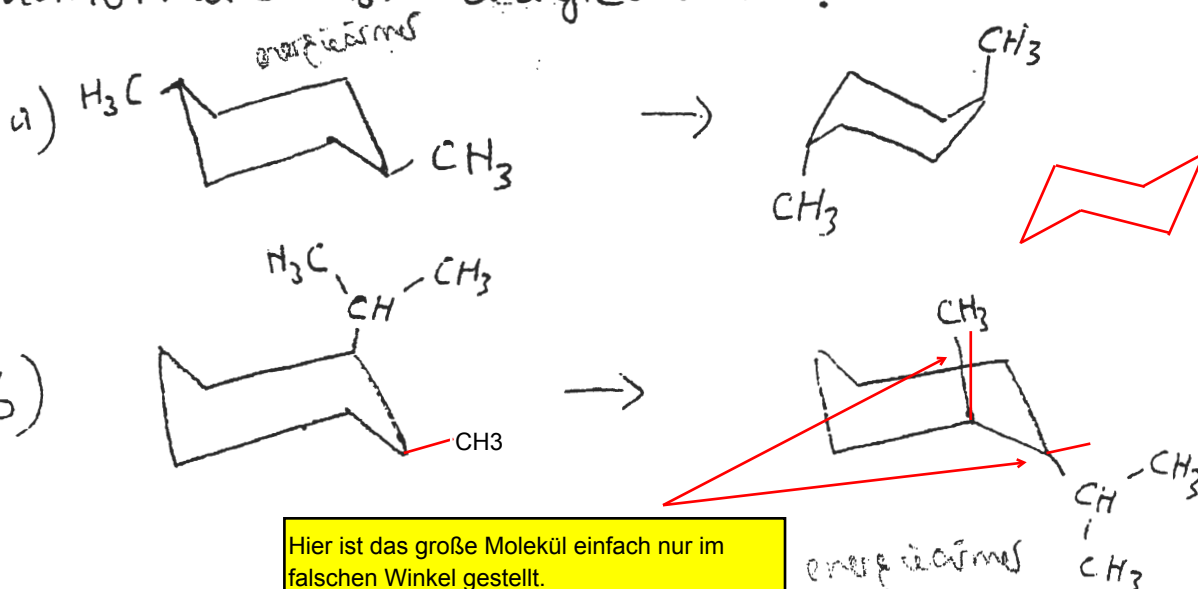 energieärmer
a) H₃C CH₃ → CH₃
CH₃
H₃C CH₃ CH₃
CH
b) → CH₃
CH3
CH
CH₃
Hier ist das große Molekül einfach nur im
falschen Winkel gestellt.
energieärmer